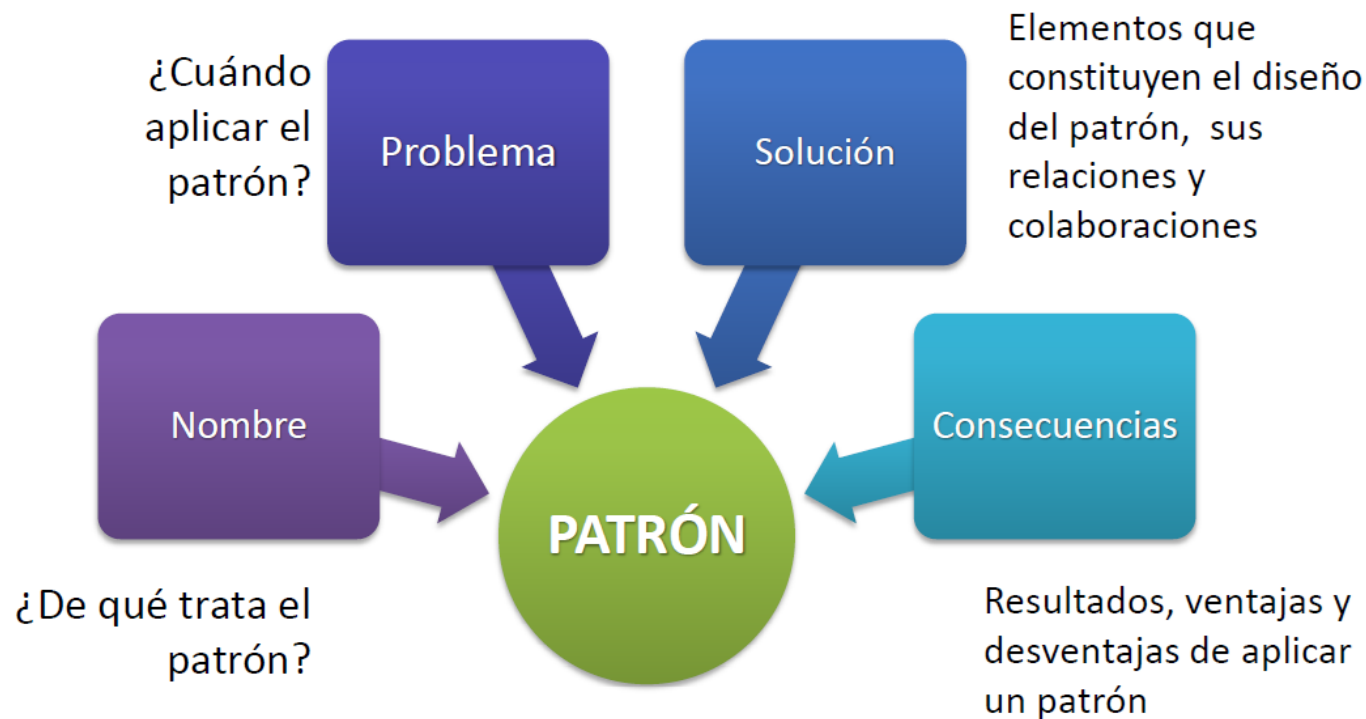 ¿Cuándo
aplicar el
patrón?
Problema
Solución
Elementos que
constituyen el diseño
del patrón, sus
relaciones y
colaboraciones
Nombre
¿De qué trata el
patrón?
PATRÓN
Consecuencias
Resultados, ventajas y
desventajas de aplicar
un patrón